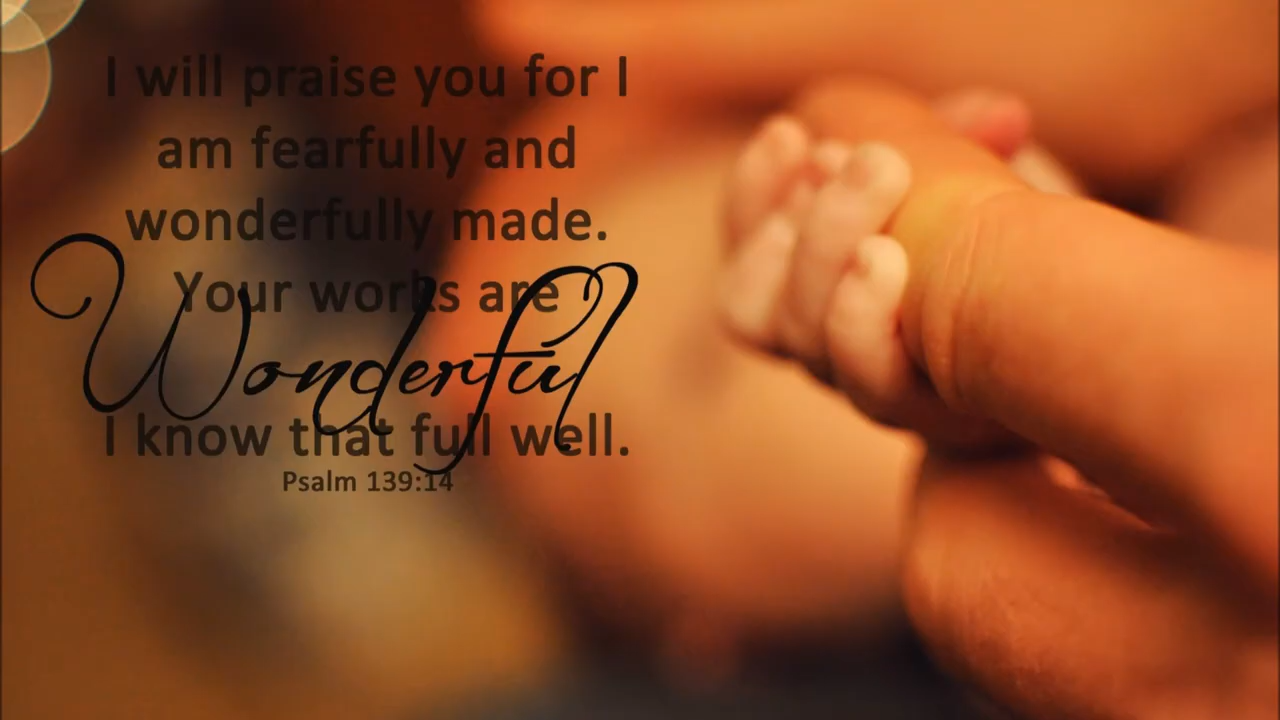 I will praise you for I
am fearfully and
wonderfully made.
Your works are
Wonderful
I know that full well.
Psalm 139:14